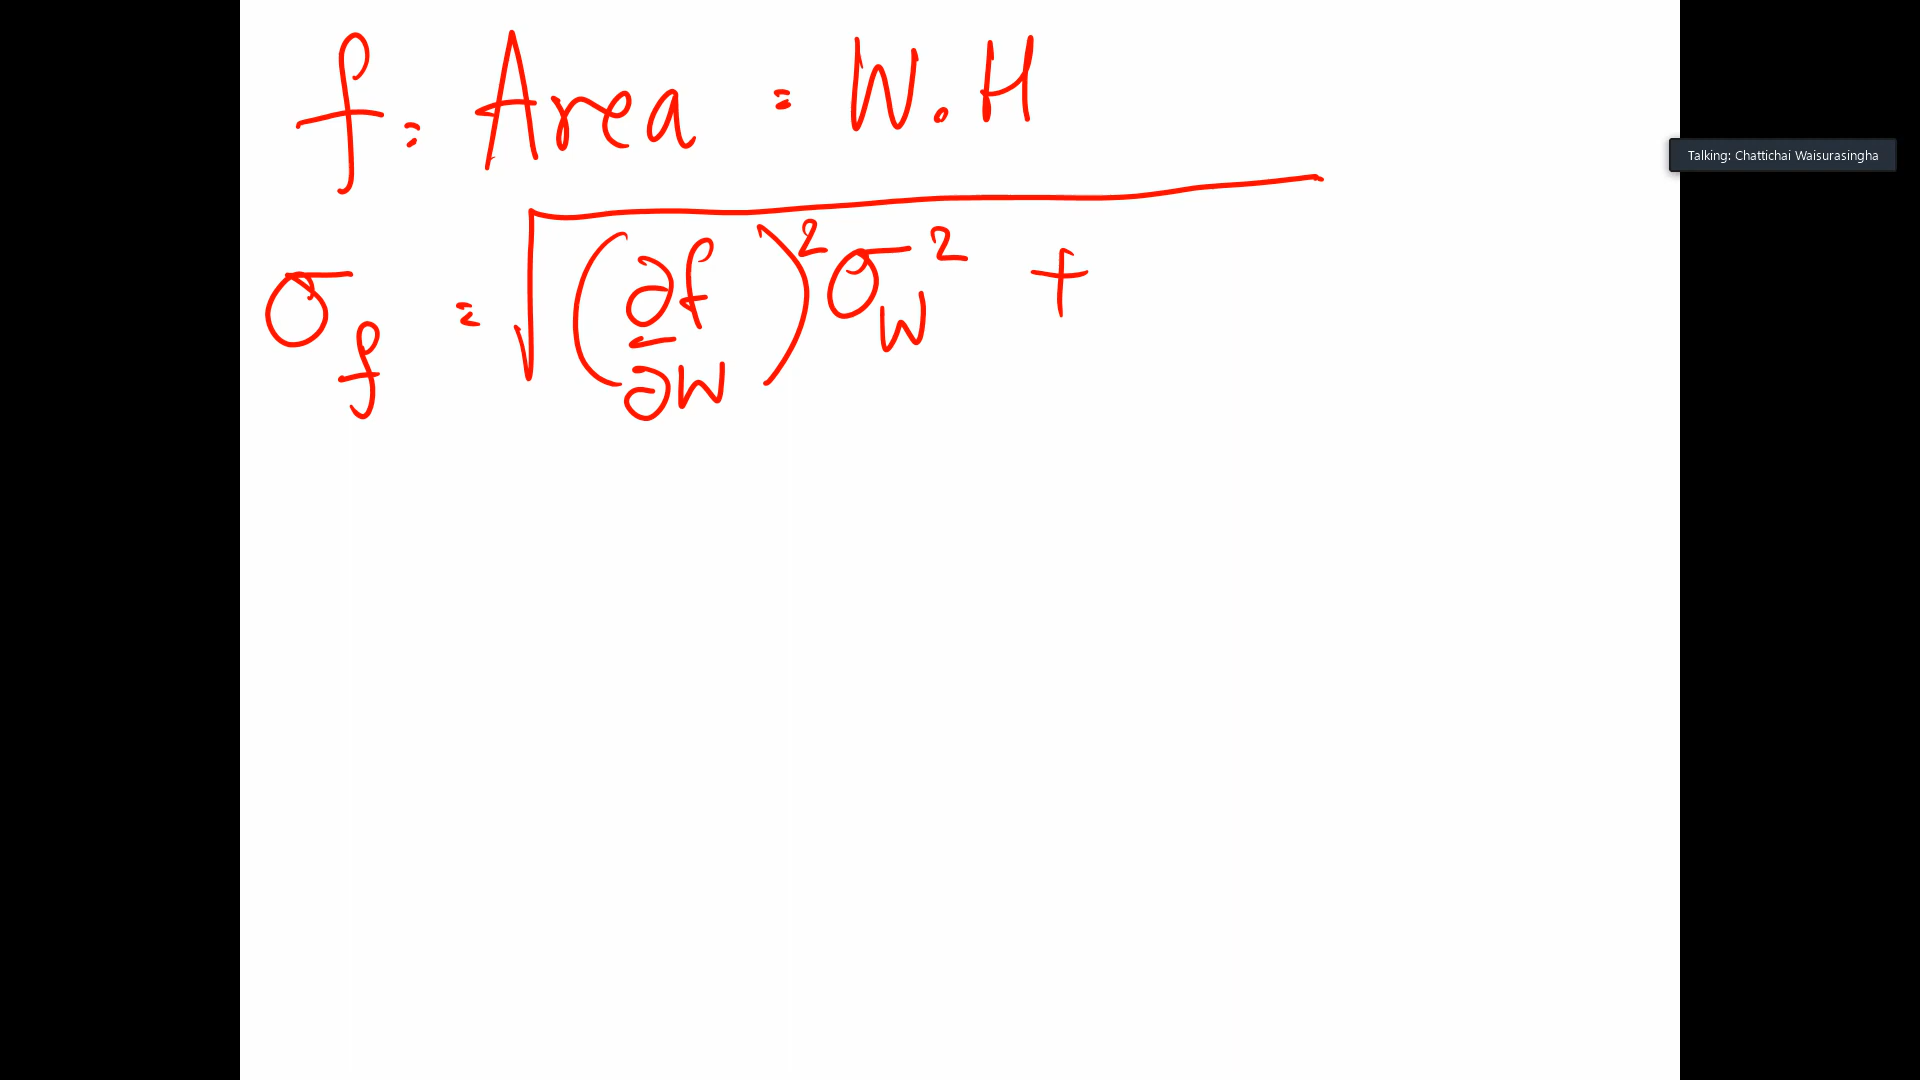 f = Area = W.H
Talking: Chattichai Waisurasingha
σ_f = √((∂f/∂W)² σ_W² +